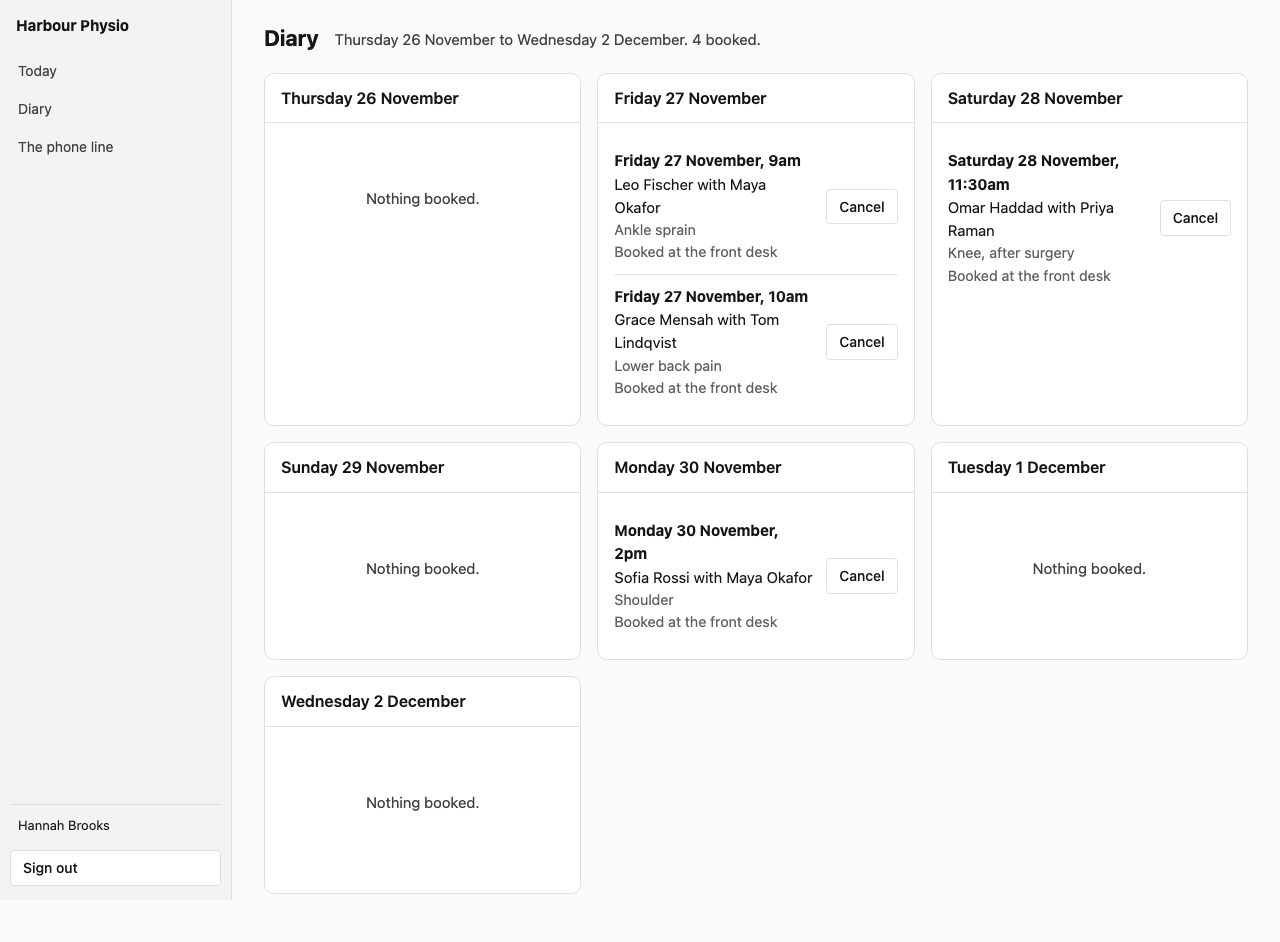 Harbour Physio
Today
Diary
The phone line
Hannah Brooks
Sign out
Diary
Thursday 26 November to Wednesday 2 December. 4 booked.
Thursday 26 November
Nothing booked.
Friday 27 November
Friday 27 November, 9am
Leo Fischer with Maya
Okafor
Ankle sprain
Booked at the front desk
Cancel
Friday 27 November, 10am
Grace Mensah with Tom
Lindqvist
Lower back pain
Booked at the front desk
Cancel
Saturday 28 November
Saturday 28 November,
11:30am
Omar Haddad with Priya
Raman
Knee, after surgery
Booked at the front desk
Cancel
Sunday 29 November
Nothing booked.
Monday 30 November
Monday 30 November,
2pm
Sofia Rossi with Maya Okafor
Shoulder
Booked at the front desk
Cancel
Tuesday 1 December
Nothing booked.
Wednesday 2 December
Nothing booked.